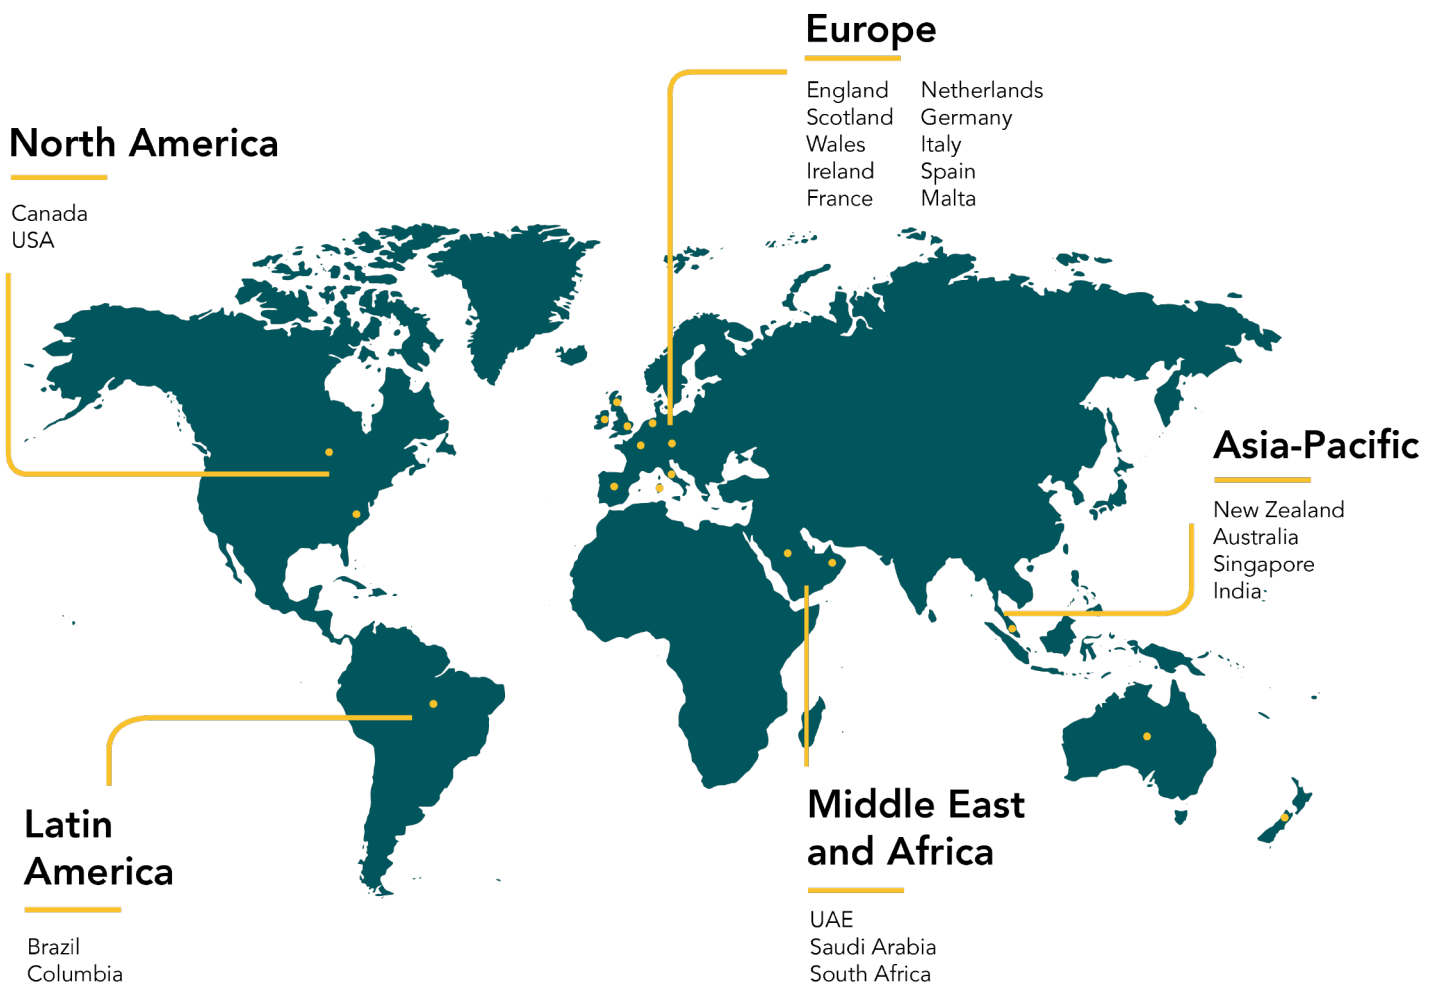 Europe
England
Scotland
Wales
Ireland
France
Netherlands
Germany
Italy
Spain
Malta
North America
Canada
USA
Asia-Pacific
New Zealand
Australia
Singapore
India
Latin
America
Brazil
Columbia
Middle East
and Africa
UAE
Saudi Arabia
South Africa